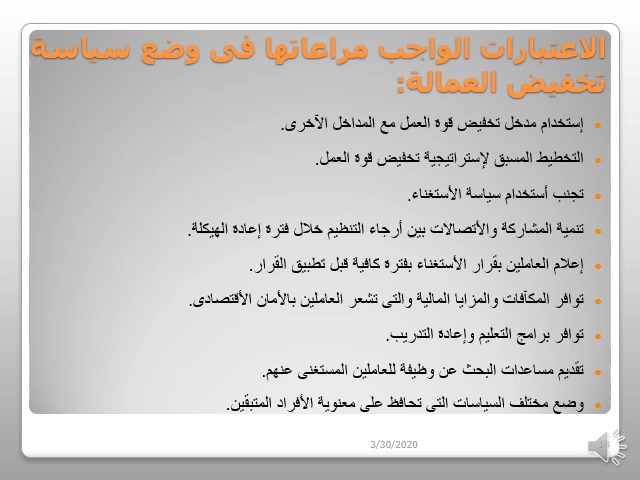 الاعتبارات الواجب مراعاتها فى وضع سياسة
تخفيض العمالة:
إستخدام مدخل تخفيض قوة العمل مع المداخل الآخرى.
التخطيط المسبق لإستراتيجية تخفيض قوة العمل.
تجنب أستخدام سياسة الأستغناء.
تنمية المشاركة والأتصالات بين أرجاء التنظيم خلال فترة إعادة الهيكلة.
إعلام العاملين بقرار الأستغناء بفترة كافية قبل تطبيق القرار.
توافر المكآفات والمزايا المالية والتى تشعر العاملين بالأمان الأقتصادى.
توافر برامج التعليم وإعادة التدريب.
تقديم مساعدات البحث عن وظيفة للعاملين المستغنى عنهم.
وضع مختلف السياسات التى تحافظ على معنوية الأفراد المتبقين.
3/30/2020